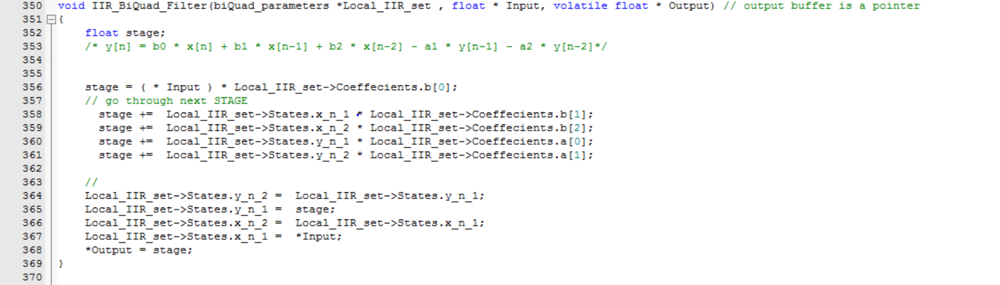 350 void IIR_BiQuad_Filter(biQuad_parameters *Local_IIR_set , float * Input, volatile float * Output) // output buffer is a pointer
351 {
352 float stage;
353 /* y[n] = b0 * x[n] + b1 * x[n-1] + b2 * x[n-2] - a1 * y[n-1] - a2 * y[n-2]*/
354
355
356 stage = ( * Input ) * Local_IIR_set->Coeffecients.b[0];
357 // go through next STAGE
358 stage += Local_IIR_set->States.x_n_1 * Local_IIR_set->Coeffecients.b[1];
359 stage += Local_IIR_set->States.x_n_2 * Local_IIR_set->Coeffecients.b[2];
360 stage += Local_IIR_set->States.y_n_1 * Local_IIR_set->Coeffecients.a[0];
361 stage += Local_IIR_set->States.y_n_2 * Local_IIR_set->Coeffecients.a[1];
362
363 //
364 Local_IIR_set->States.y_n_2 = Local_IIR_set->States.y_n_1;
365 Local_IIR_set->States.y_n_1 = stage;
366 Local_IIR_set->States.x_n_2 = Local_IIR_set->States.x_n_1;
367 Local_IIR_set->States.x_n_1 = *Input;
368 *Output = stage;
369 }
370